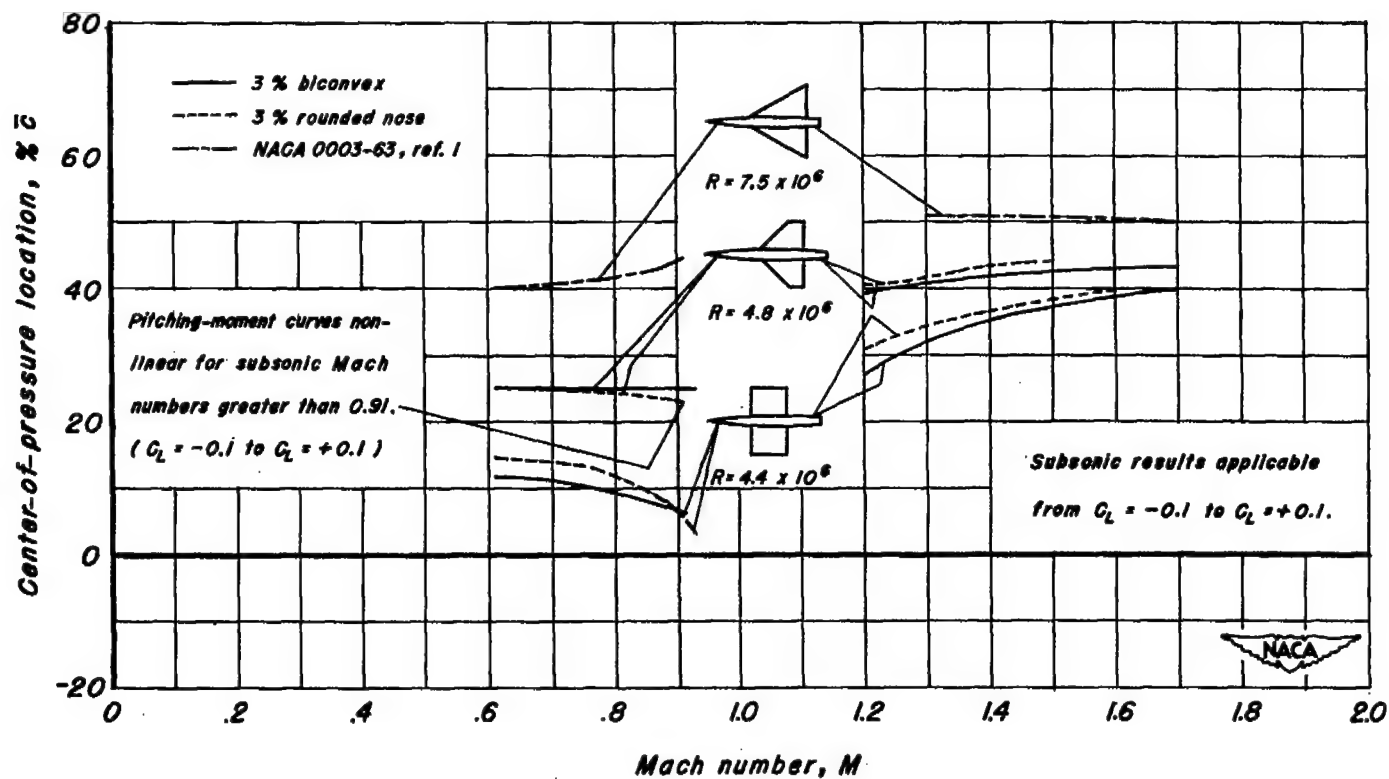 80
60
40
20
0
-20
Center-of-pressure location, % c̄
3 % biconvex
3 % rounded nose
NACA 0003-63, ref. 1
R = 7.5 x 10⁶
R = 4.8 x 10⁶
R = 4.4 x 10⁶
Pitching-moment curves non-
linear for subsonic Mach
numbers greater than 0.91.
( C_L = -0.1 to C_L = +0.1 )
Subsonic results applicable
from C_L = -0.1 to C_L = +0.1.
NACA
0 .2 .4 .6 .8 1.0 1.2 1.4 1.6 1.8 2.0
Mach number, M